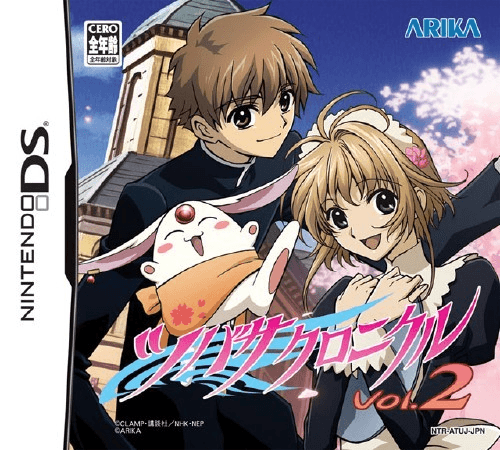 CERO
全年齢
全年齢対象
ARIKA
NINTENDO DS
ツバサクロニクル
vol.2
©CLAMP・講談社／NHK・NEP
©ARIKA
NTR-ATUJ-JPN